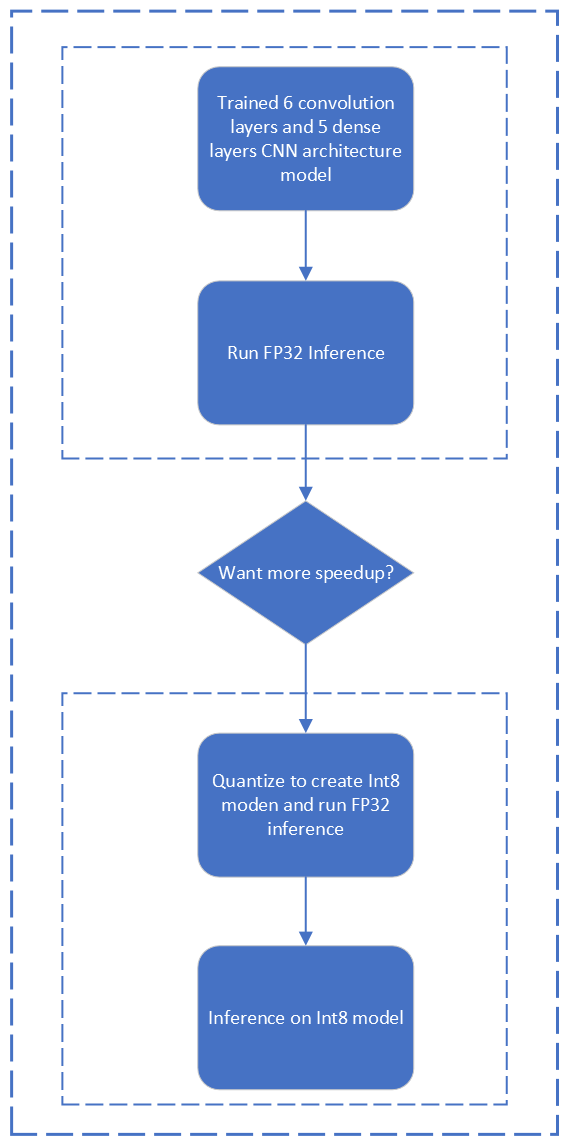 Trained 6 convolution
layers and 5 dense
layers CNN architecture
model
Run FP32 Inference
Want more speedup?
Quantize to create Int8
moden and run FP32
inference
Inference on Int8 model